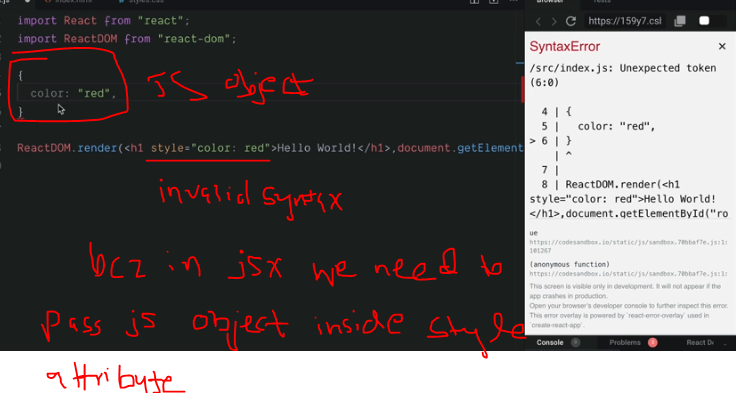 index.html
styles.css
Browser
Tests
import React from "react";
import ReactDOM from "react-dom";
https://159y7.csl
{
color: "red",
}
JS object
SyntaxError
/src/index.js: Unexpected token
(6:0)
4 | {
5 | color: "red",
> 6 | }
| ^
7 |
8 | ReactDOM.render(<h1
style="color: red">Hello World!
</h1>,document.getElementById("ro
ReactDOM.render(<h1 style="color: red">Hello World!</h1>,document.getElement
invalid syntax
bcz in jsx we need to
pass js object inside style
attribute
ue
https://codesandbox.io/static/js/sandbox.70bbaf7e.js:1:
101267
(anonymous function)
https://codesandbox.io/static/js/sandbox.70bbaf7e.js:1:
This screen is visible only in development. It will not appear if the
app crashes in production.
Open your browser's developer console to further inspect this error.
This error overlay is powered by `react-error-overlay` used in
`create-react-app`.
Console
Problems
React De